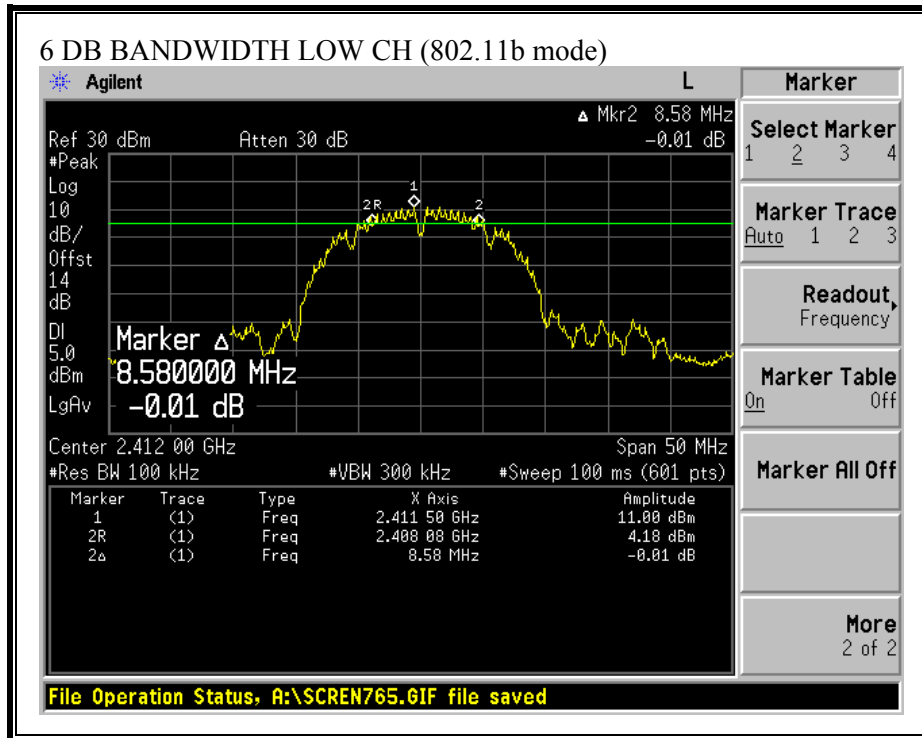 6 DB BANDWIDTH LOW CH (802.11b mode)
Agilent L
Δ Mkr2 8.58 MHz
Ref 30 dBm Atten 30 dB -0.01 dB
#Peak
Log
10
dB/
Offst
14
dB
DI
5.0
dBm
LgAv
1
2R
2
Marker Δ
8.580000 MHz
-0.01 dB
Center 2.412 00 GHz Span 50 MHz
#Res BW 100 kHz #VBW 300 kHz #Sweep 100 ms (601 pts)
Marker Trace Type X Axis Amplitude
1 (1) Freq 2.411 50 GHz 11.00 dBm
2R (1) Freq 2.408 08 GHz 4.18 dBm
2Δ (1) Freq 8.58 MHz -0.01 dB
Marker
Select Marker
1 2 3 4
Marker Trace
Auto 1 2 3
Readout
Frequency
Marker Table
On Off
Marker All Off
More
2 of 2
File Operation Status, A:\SCREN765.GIF file saved